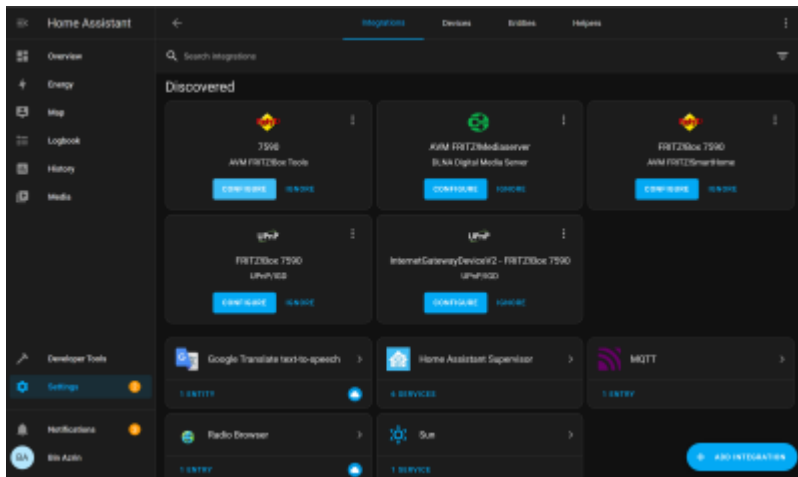 Home Assistant
Integrations
Devices
Entities
Helpers
Overview
Energy
Map
Logbook
History
Media
Developer Tools
Settings
Notifications
BA
Bin Azlin
Search integrations
Discovered
7590
AVM FRITZ!Box Tools
CONFIGURE
IGNORE
AVM FRITZ!Mediaserver
DLNA Digital Media Server
CONFIGURE
IGNORE
FRITZ!Box 7590
AVM FRITZ!SmartHome
CONFIGURE
IGNORE
UPnP
FRITZ!Box 7590
UPnP/IGD
CONFIGURE
IGNORE
UPnP
InternetGatewayDeviceV2 - FRITZ!Box 7590
UPnP/IGD
CONFIGURE
IGNORE
Google Translate text-to-speech
1 ENTITY
Home Assistant Supervisor
6 SERVICES
MQTT
1 ENTRY
Radio Browser
1 ENTRY
Sun
1 SERVICE
ADD INTEGRATION